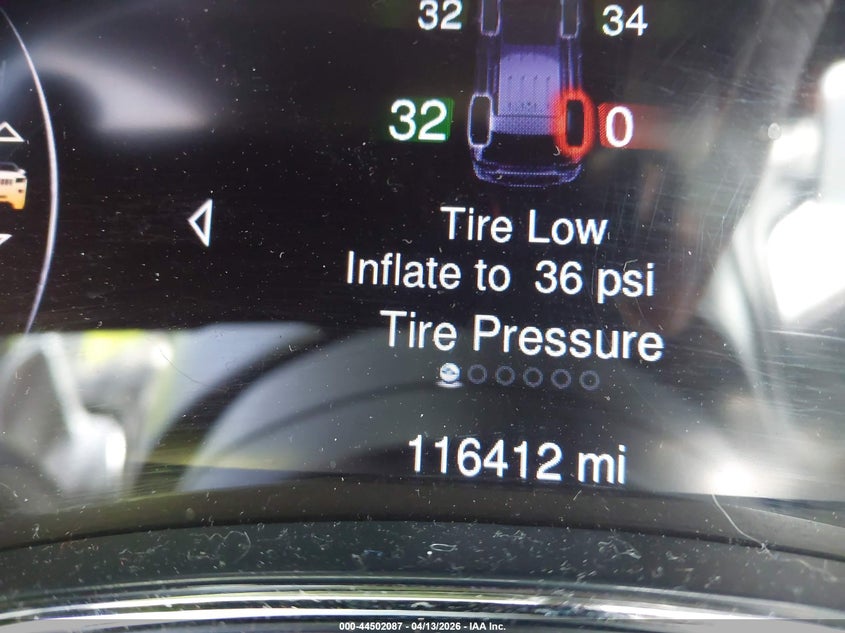 32 34
32 0
Tire Low
Inflate to 36 psi
Tire Pressure
116412 mi
000-44502087 - 04/13/2026 - IAA Inc.